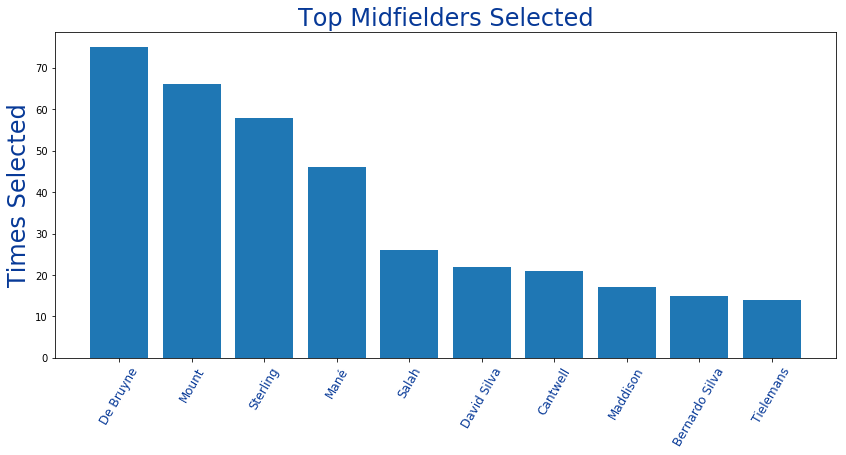 Top Midfielders Selected
Times Selected
70
60
50
40
30
20
10
0
De Bruyne
Mount
Sterling
Mané
Salah
David Silva
Cantwell
Maddison
Bernardo Silva
Tielemans